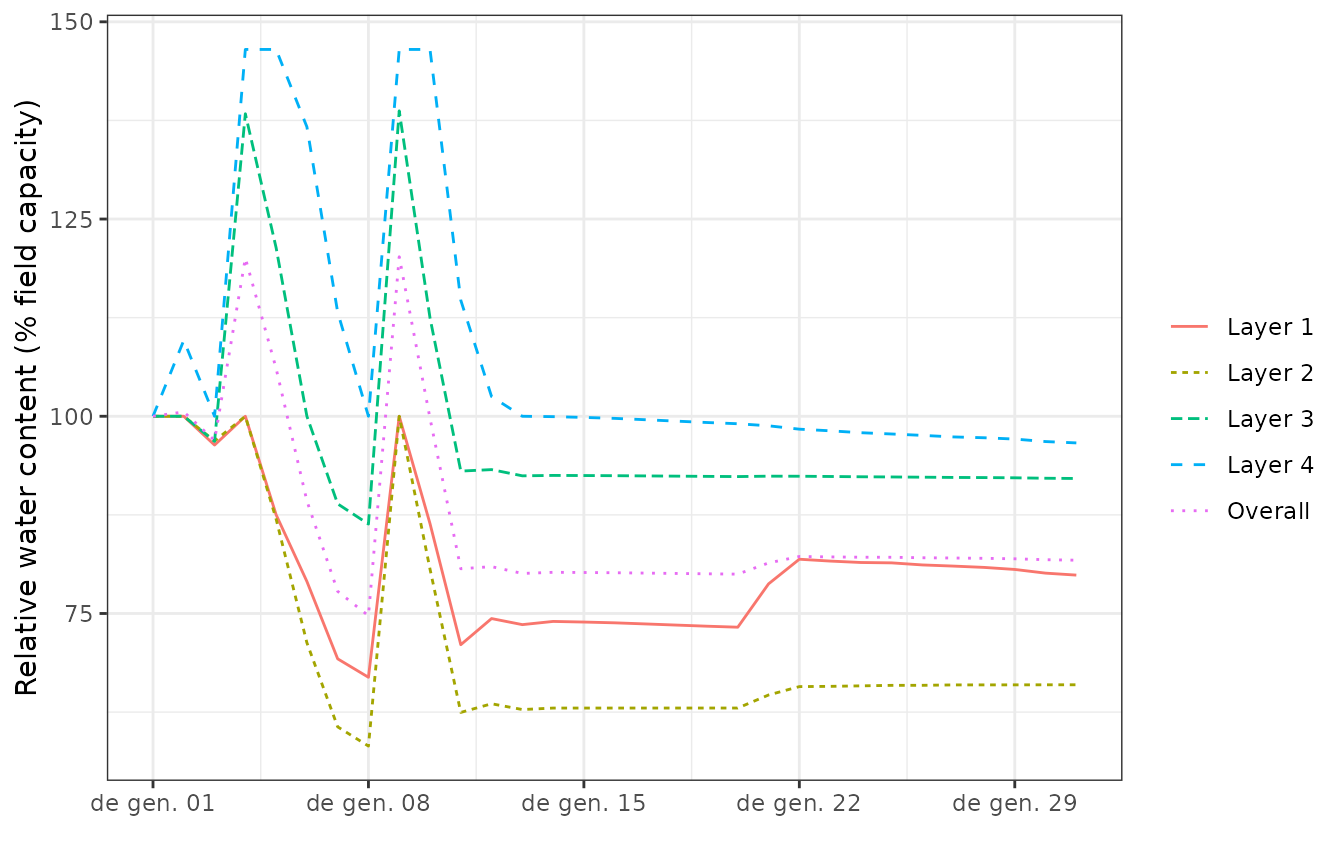 Relative water content (% field capacity)
150
125
100
75
de gen. 01
de gen. 08
de gen. 15
de gen. 22
de gen. 29
Layer 1
Layer 2
Layer 3
Layer 4
Overall